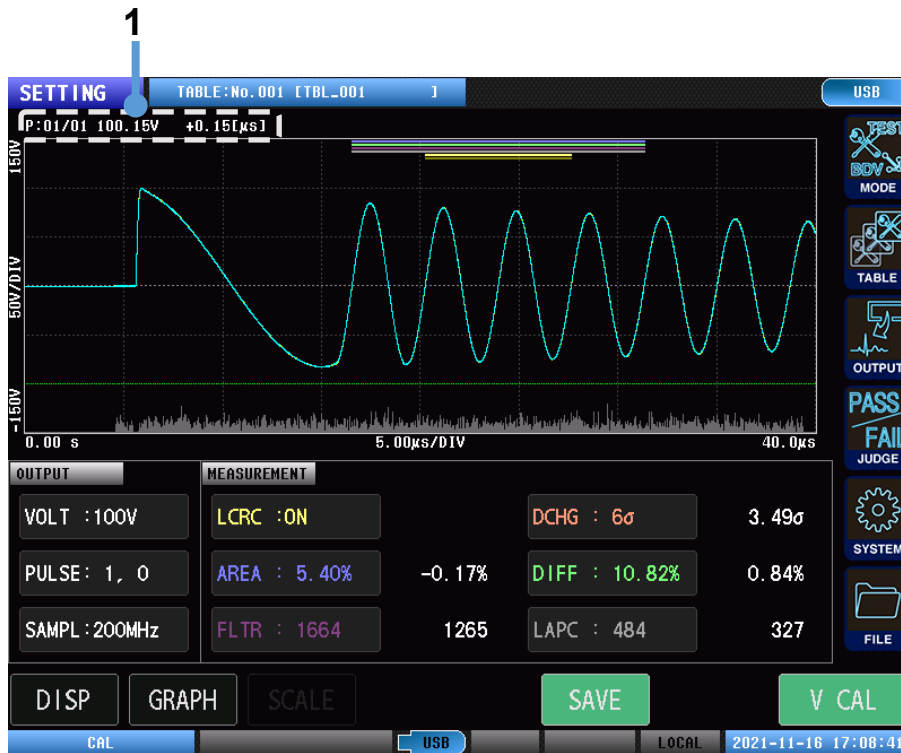 1
SETTING TABLE:No.001 [TBL_001 ] USB
P:01/01 100.15V +0.15[µs]
150V
50V/DIV
-150V
0.00 s 5.00µs/DIV 40.0µs
TEST
BDV
MODE
TABLE
OUTPUT
PASS
FAIL
JUDGE
SYSTEM
FILE
OUTPUT MEASUREMENT
VOLT :100V LCRC :ON DCHG : 6σ 3.49σ
PULSE: 1, 0 AREA : 5.40% -0.17% DIFF : 10.82% 0.84%
SAMPL:200MHz FLTR : 1664 1265 LAPC : 484 327
DISP GRAPH SCALE SAVE V CAL
CAL USB LOCAL 2021-11-16 17:08:41